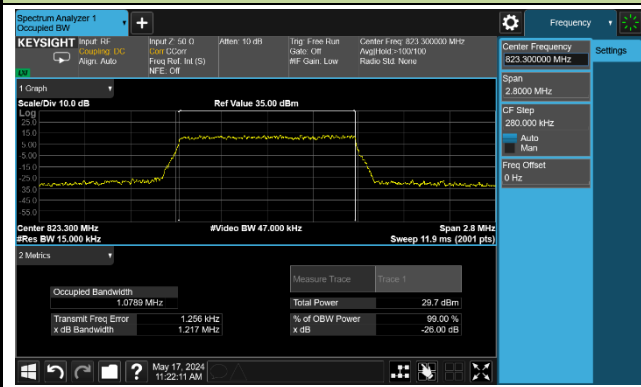 Spectrum Analyzer 1
Occupied BW
+
Frequency
KEYSIGHT
Input: RF
Coupling: DC
Align: Auto
Input Z: 50 Ω
Corr CCorr
Freq Ref: Int (S)
NFE: Off
Atten: 10 dB
Trig: Free Run
Gate: Off
#IF Gain: Low
Center Freq: 823.300000 MHz
Avg|Hold:>100/100
Radio Std: None
Center Frequency
823.300000 MHz
Settings
Span
2.8000 MHz
CF Step
280.000 kHz
Auto
Man
Freq Offset
0 Hz
1 Graph
Scale/Div 10.0 dB
Ref Value 35.00 dBm
Log
25.0
15.0
5.00
-5.00
-15.0
-25.0
-35.0
-45.0
-55.0
Center 823.300 MHz
#Video BW 47.000 kHz
Span 2.8 MHz
#Res BW 15.000 kHz
Sweep 11.9 ms (2001 pts)
2 Metrics
Measure Trace
Trace 1
Occupied Bandwidth
1.0789 MHz
Total Power
29.7 dBm
Transmit Freq Error
1.256 kHz
% of OBW Power
99.00 %
x dB Bandwidth
1.217 MHz
x dB
-26.00 dB
?
May 17, 2024
11:22:11 AM